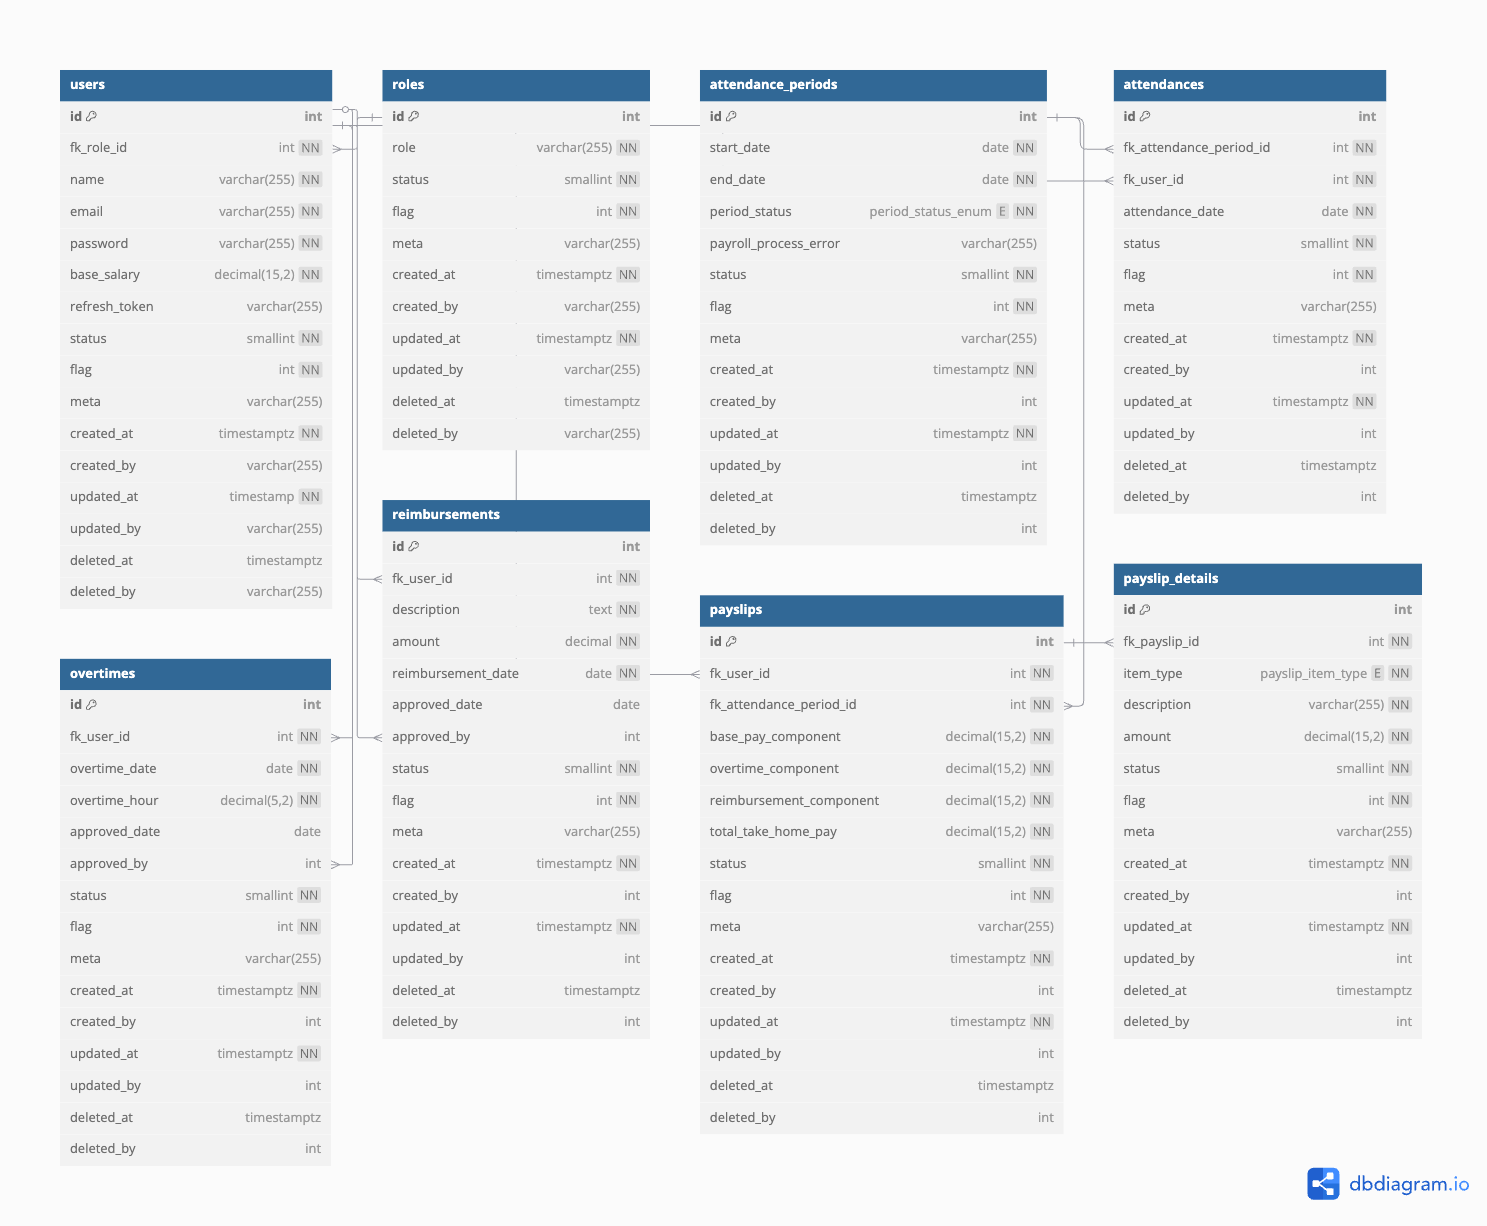 users
id int
fk_role_id int NN
name varchar(255) NN
email varchar(255) NN
password varchar(255) NN
base_salary decimal(15,2) NN
refresh_token varchar(255)
status smallint NN
flag int NN
meta varchar(255)
created_at timestamptz NN
created_by varchar(255)
updated_at timestamp NN
updated_by varchar(255)
deleted_at timestamptz
deleted_by varchar(255)
roles
id int
role varchar(255) NN
status smallint NN
flag int NN
meta varchar(255)
created_at timestamptz NN
created_by varchar(255)
updated_at timestamptz NN
updated_by varchar(255)
deleted_at timestamptz
deleted_by varchar(255)
attendance_periods
id int
start_date date NN
end_date date NN
period_status period_status_enum E NN
payroll_process_error varchar(255)
status smallint NN
flag int NN
meta varchar(255)
created_at timestamptz NN
created_by int
updated_at timestamptz NN
updated_by int
deleted_at timestamptz
deleted_by int
attendances
id int
fk_attendance_period_id int NN
fk_user_id int NN
attendance_date date NN
status smallint NN
flag int NN
meta varchar(255)
created_at timestamptz NN
created_by int
updated_at timestamptz NN
updated_by int
deleted_at timestamptz
deleted_by int
reimbursements
id int
fk_user_id int NN
description text NN
amount decimal NN
reimbursement_date date NN
approved_date date
approved_by int
status smallint NN
flag int NN
meta varchar(255)
created_at timestamptz NN
created_by int
updated_at timestamptz NN
updated_by int
deleted_at timestamptz
deleted_by int
payslips
id int
fk_user_id int NN
fk_attendance_period_id int NN
base_pay_component decimal(15,2) NN
overtime_component decimal(15,2) NN
reimbursement_component decimal(15,2) NN
total_take_home_pay decimal(15,2) NN
status smallint NN
flag int NN
meta varchar(255)
created_at timestamptz NN
created_by int
updated_at timestamptz NN
updated_by int
deleted_at timestamptz
deleted_by int
payslip_details
id int
fk_payslip_id int NN
item_type payslip_item_type E NN
description varchar(255) NN
amount decimal(15,2) NN
status smallint NN
flag int NN
meta varchar(255)
created_at timestamptz NN
created_by int
updated_at timestamptz NN
updated_by int
deleted_at timestamptz
deleted_by int
overtimes
id int
fk_user_id int NN
overtime_date date NN
overtime_hour decimal(5,2) NN
approved_date date
approved_by int
status smallint NN
flag int NN
meta varchar(255)
created_at timestamptz NN
created_by int
updated_at timestamptz NN
updated_by int
deleted_at timestamptz
deleted_by int
dbdiagram.io